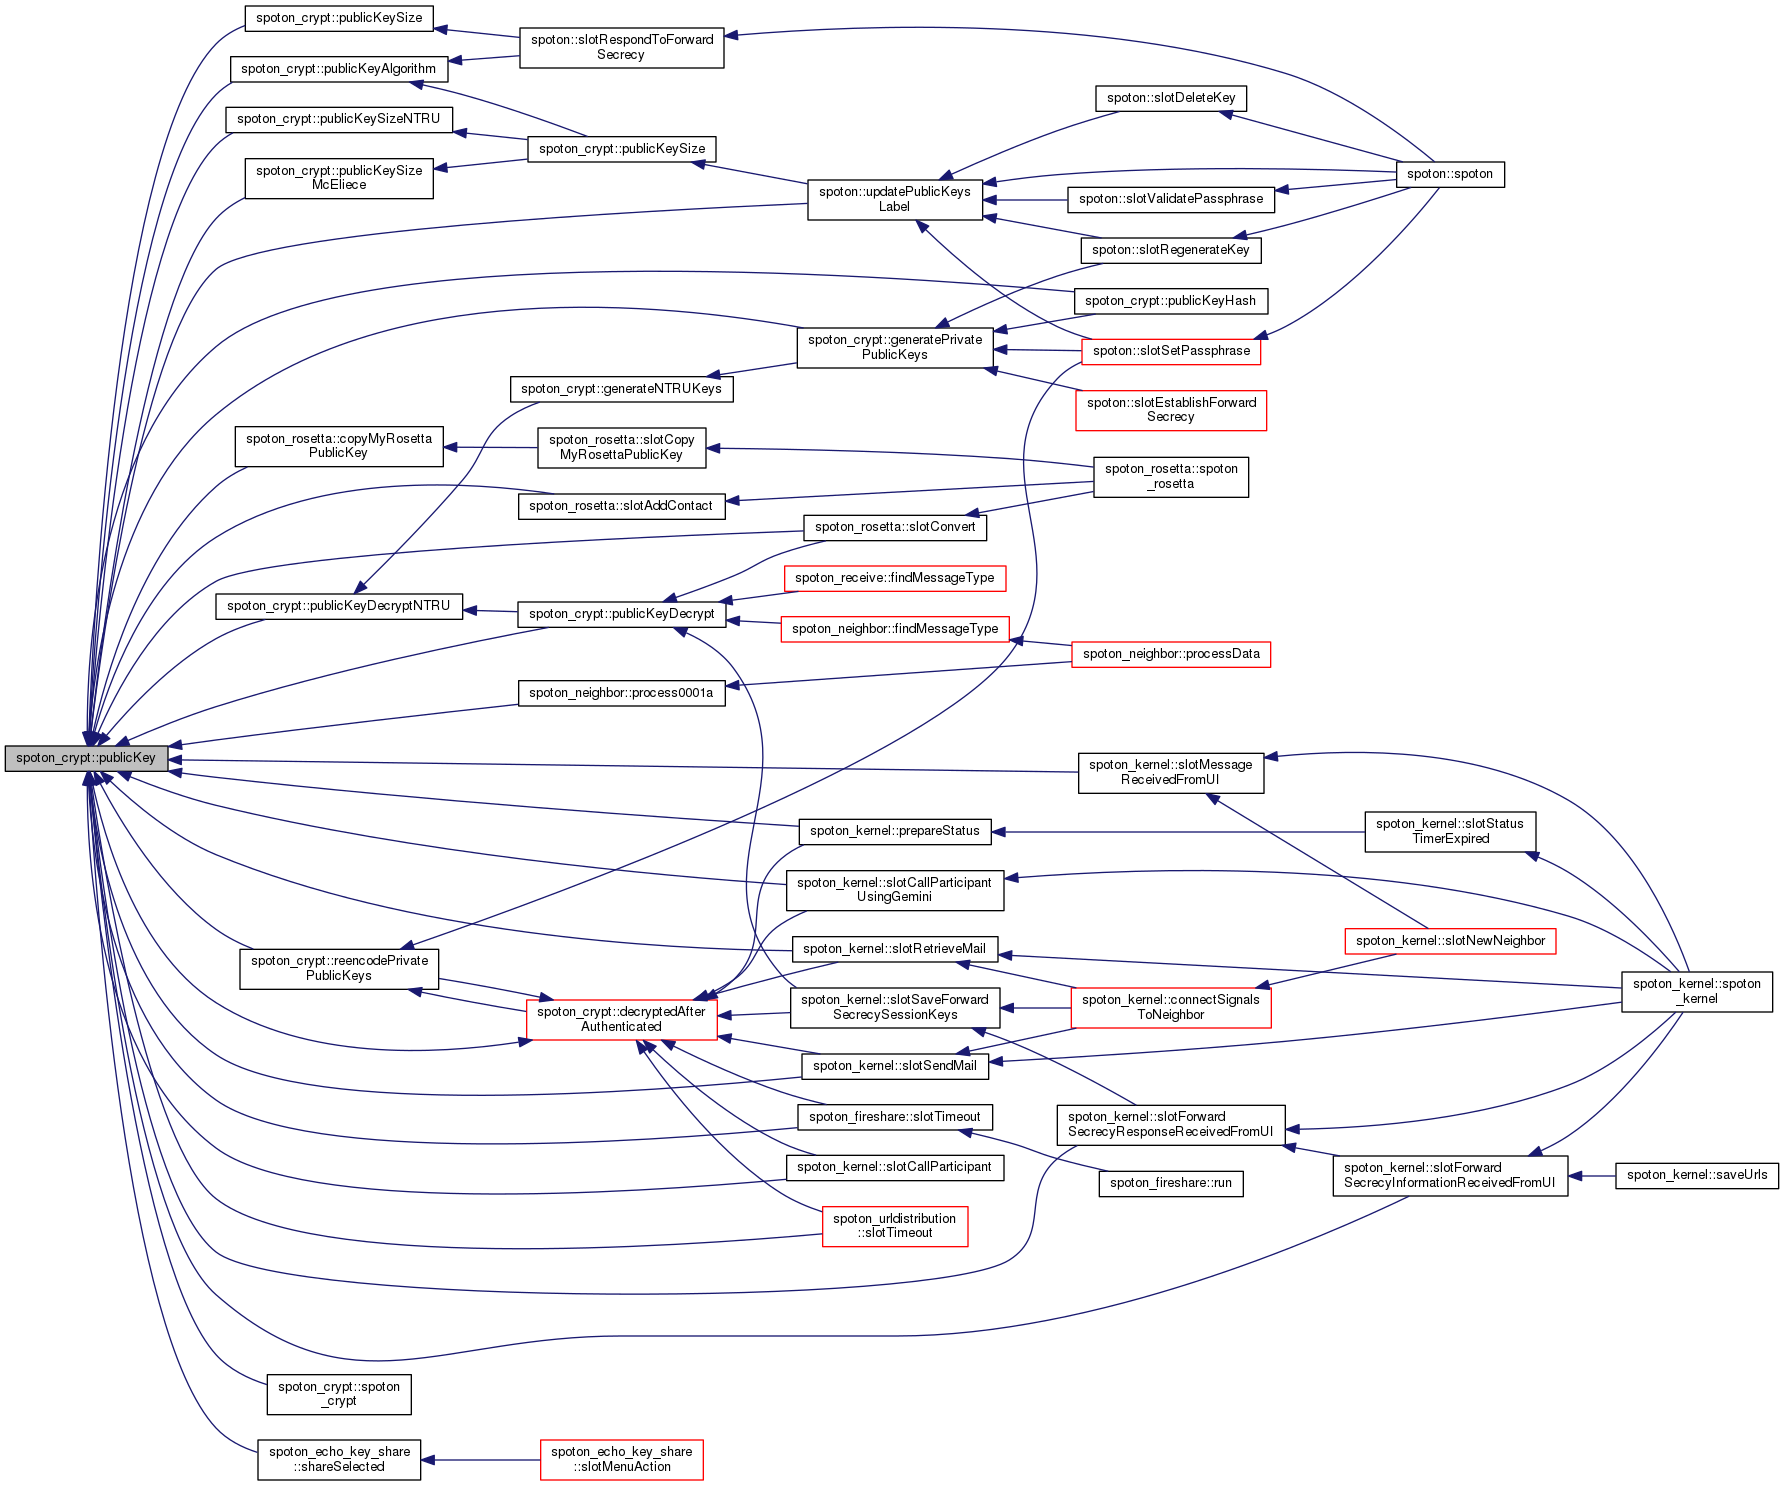 spoton_crypt::publicKeySize
spoton::slotRespondToForward
Secrecy
spoton_crypt::publicKeyAlgorithm
spoton::slotDeleteKey
spoton_crypt::publicKeySizeNTRU
spoton_crypt::publicKeySize
spoton_crypt::publicKeySize
McEliece
spoton::spoton
spoton::updatePublicKeys
Label
spoton::slotValidatePassphrase
spoton::slotRegenerateKey
spoton_crypt::publicKeyHash
spoton_crypt::generatePrivate
PublicKeys
spoton::slotSetPassphrase
spoton_crypt::generateNTRUKeys
spoton::slotEstablishForward
Secrecy
spoton_rosetta::copyMyRosetta
PublicKey
spoton_rosetta::slotCopy
MyRosettaPublicKey
spoton_rosetta::spoton
_rosetta
spoton_rosetta::slotAddContact
spoton_rosetta::slotConvert
spoton_receive::findMessageType
spoton_crypt::publicKeyDecryptNTRU
spoton_crypt::publicKeyDecrypt
spoton_neighbor::findMessageType
spoton_neighbor::processData
spoton_neighbor::process0001a
spoton_crypt::publicKey
spoton_kernel::slotMessage
ReceivedFromUI
spoton_kernel::prepareStatus
spoton_kernel::slotStatus
TimerExpired
spoton_kernel::slotCallParticipant
UsingGemini
spoton_kernel::slotRetrieveMail
spoton_kernel::slotNewNeighbor
spoton_crypt::reencodePrivate
PublicKeys
spoton_kernel::spoton
_kernel
spoton_kernel::slotSaveForward
SecrecySessionKeys
spoton_kernel::connectSignals
ToNeighbor
spoton_crypt::decryptedAfter
Authenticated
spoton_kernel::slotSendMail
spoton_fireshare::slotTimeout
spoton_kernel::slotForward
SecrecyResponseReceivedFromUI
spoton_kernel::slotCallParticipant
spoton_fireshare::run
spoton_kernel::slotForward
SecrecyInformationReceivedFromUI
spoton_kernel::saveUrls
spoton_urldistribution
::slotTimeout
spoton_crypt::spoton
_crypt
spoton_echo_key_share
::shareSelected
spoton_echo_key_share
::slotMenuAction